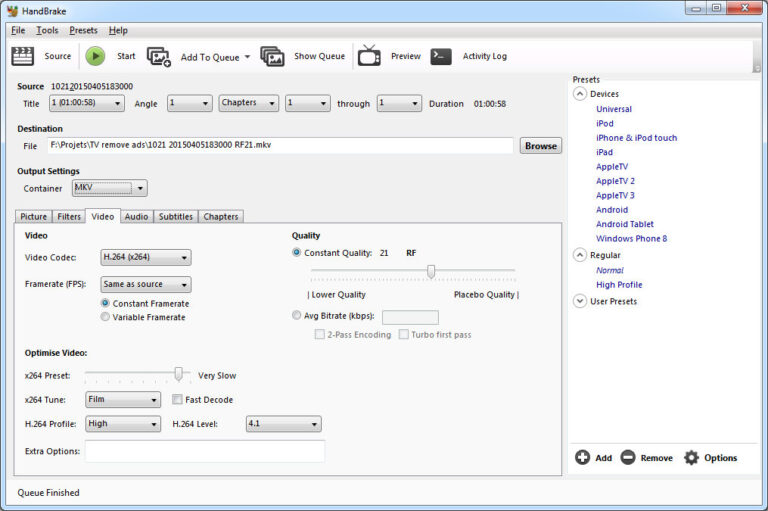 HandBrake
File Tools Presets Help
Source Start Add To Queue Show Queue Preview Activity Log
Source 102120150405183000
Title 1 (01:00:58) Angle 1 Chapters 1 through 1 Duration 01:00:58
Destination
File F:\Projets\TV remove ads\1021 20150405183000 RF21.mkv Browse
Output Settings
Container MKV
Picture Filters Video Audio Subtitles Chapters
Video
Video Codec: H.264 (x264)
Framerate (FPS): Same as source
Constant Framerate
Variable Framerate
Quality
Constant Quality: 21 RF
| Lower Quality Placebo Quality |
Avg Bitrate (kbps):
2-Pass Encoding Turbo first pass
Optimise Video:
x264 Preset: Very Slow
x264 Tune: Film Fast Decode
H.264 Profile: High H.264 Level: 4.1
Extra Options:
Presets
Devices
Universal
iPod
iPhone & iPod touch
iPad
AppleTV
AppleTV 2
AppleTV 3
Android
Android Tablet
Windows Phone 8
Regular
Normal
High Profile
User Presets
Add Remove Options
Queue Finished